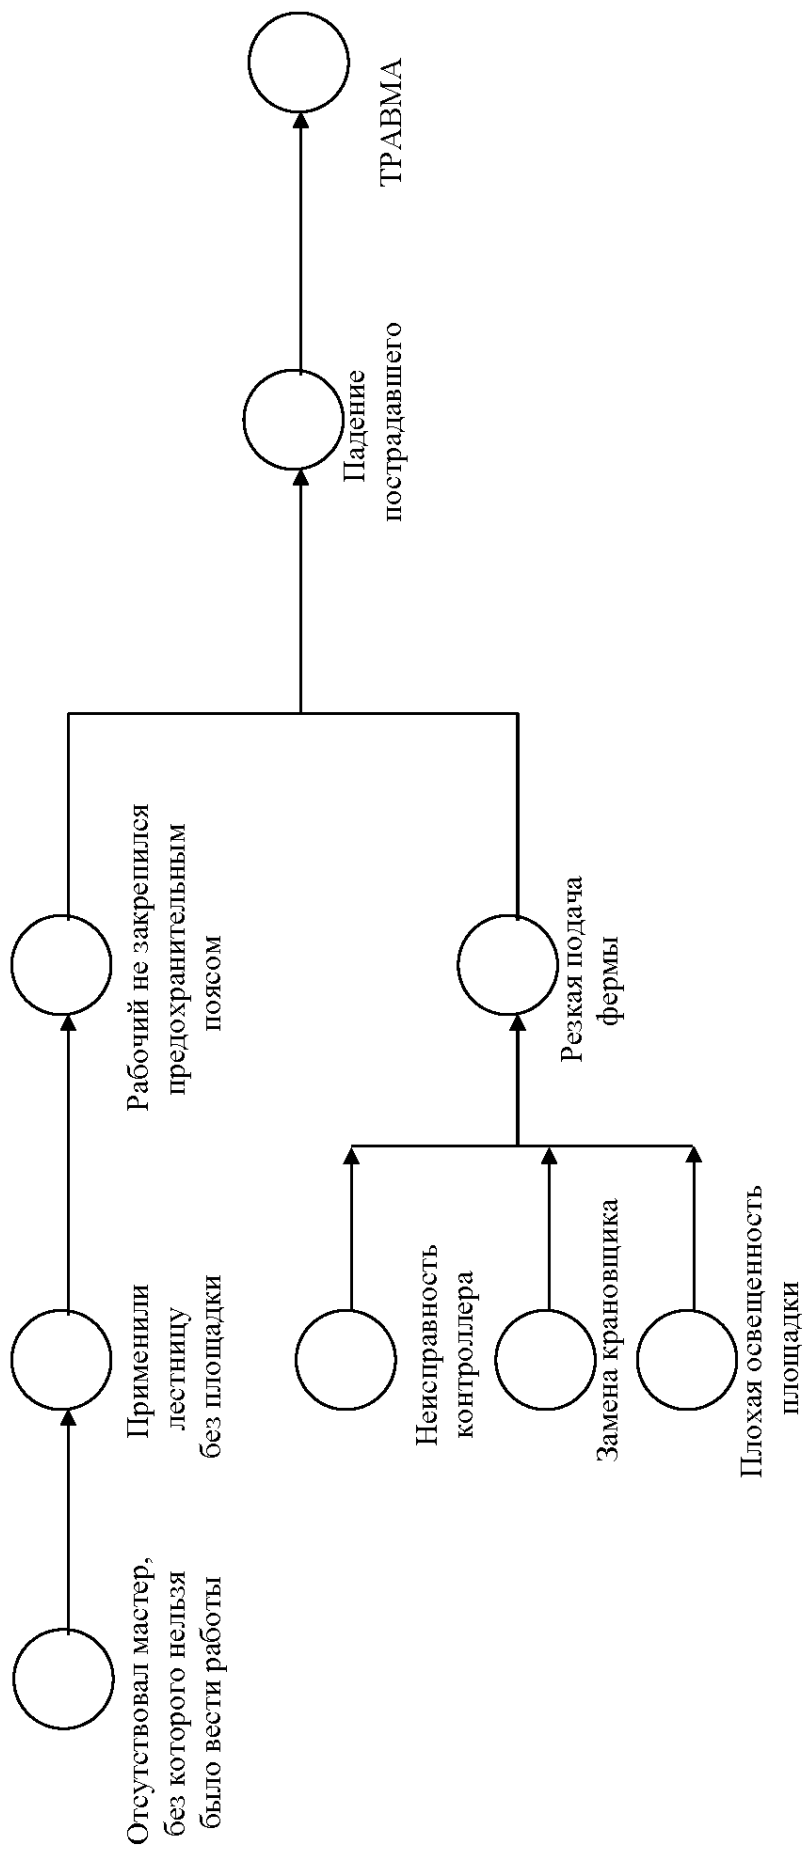 Отсутствовал мастер,
без которого нельзя
было вести работы
Применили
лестницу
без площадки
Рабочий не закрепился
предохранительным
поясом
Неисправность
контроллера
Замена крановщика
Плохая освещенность
площадки
Резкая подача
фермы
Падение
пострадавшего
ТРАВМА